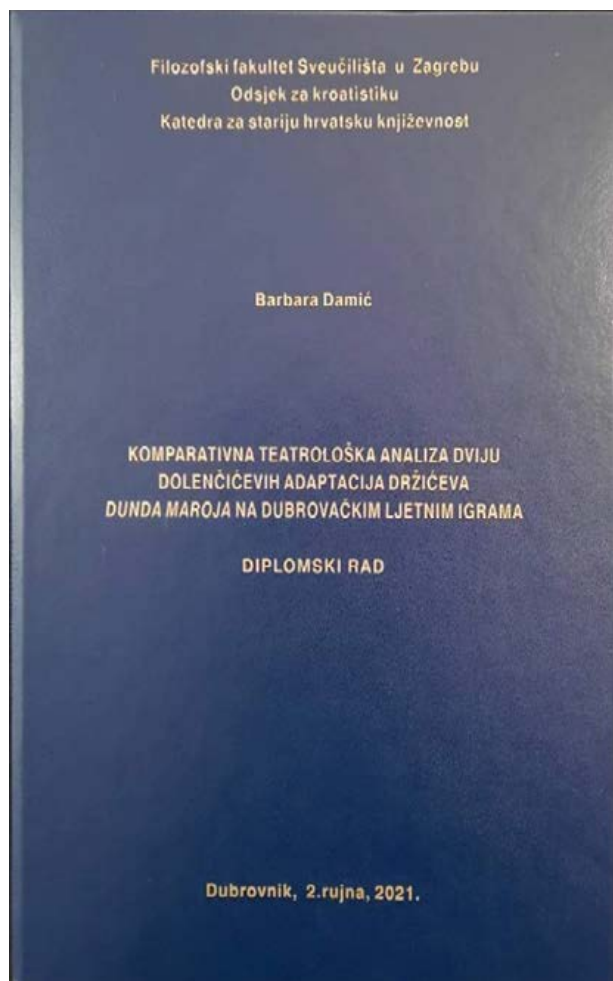 Filozofski fakultet Sveučilišta u Zagrebu
Odsjek za kroatistiku
Katedra za stariju hrvatsku književnost
Barbara Damić
KOMPARATIVNA TEATROLOŠKA ANALIZA DVIJU
DOLENČIĆEVIH ADAPTACIJA DRŽIĆEVA
DUNDA MAROJA NA DUBROVAČKIM LJETNIM IGRAMA
DIPLOMSKI RAD
Dubrovnik, 2.rujna, 2021.